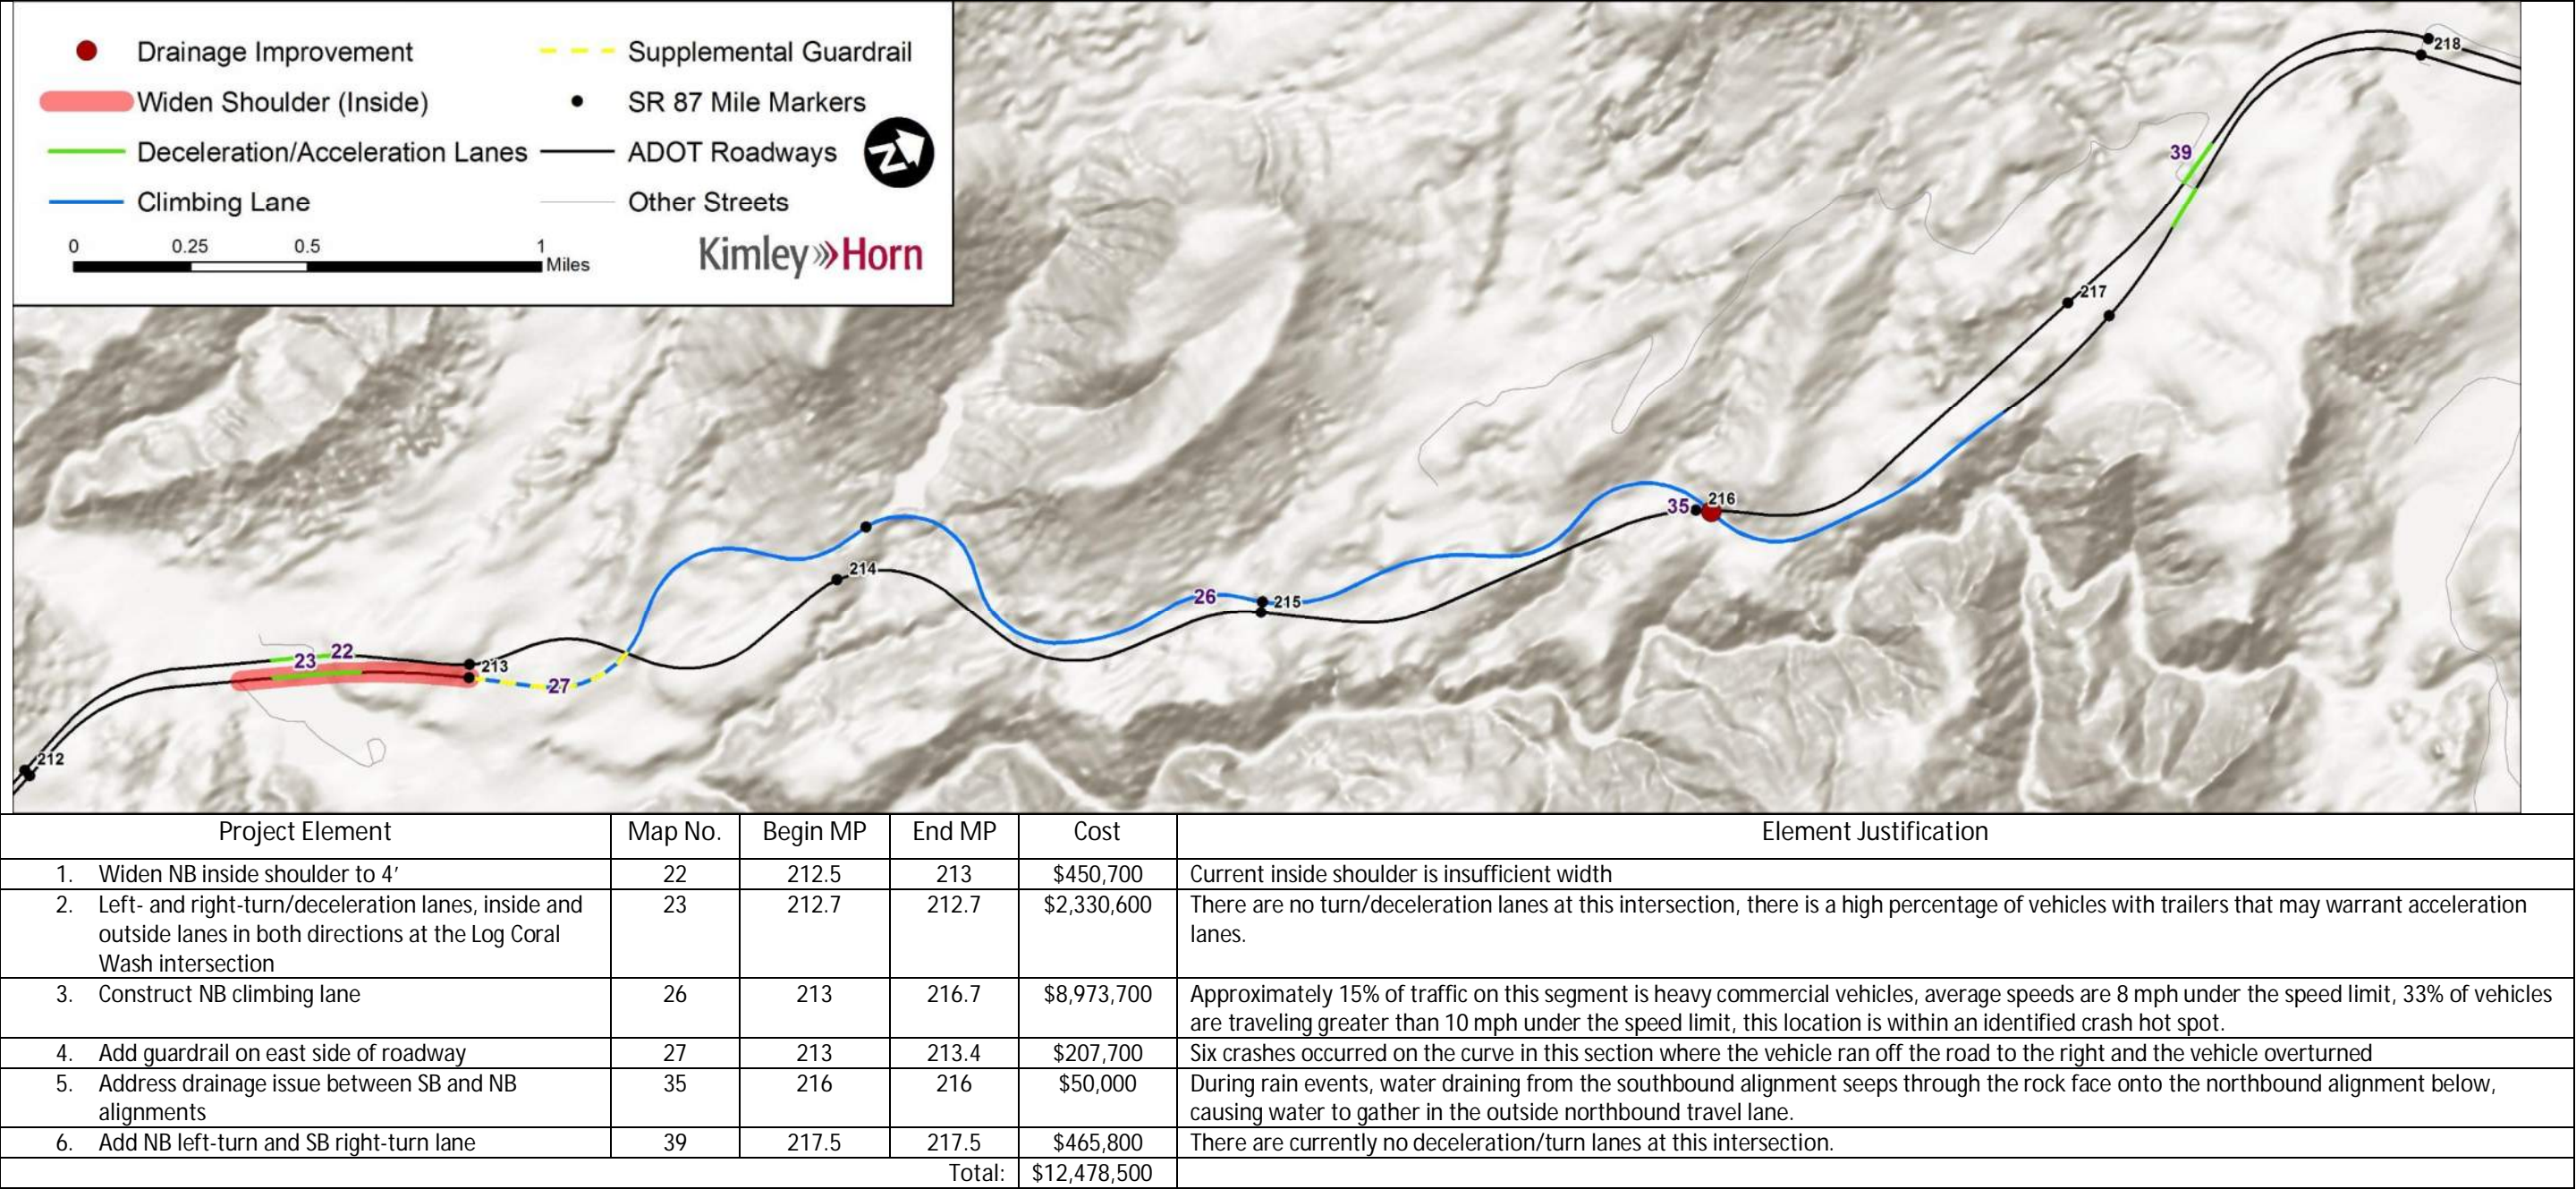 Drainage Improvement
Supplemental Guardrail
Widen Shoulder (Inside)
SR 87 Mile Markers
Deceleration/Acceleration Lanes
ADOT Roadways
Climbing Lane
Other Streets
N
0 0.25 0.5 1
Miles
Kimley»Horn
218
39
217
216
35
214
26
215
22
23
213
27
212
Project Element Map No. Begin MP End MP Cost Element Justification
1. Widen NB inside shoulder to 4' 22 212.5 213 $450,700 Current inside shoulder is insufficient width
2. Left- and right-turn/deceleration lanes, inside and 23 212.7 212.7 $2,330,600 There are no turn/deceleration lanes at this intersection, there is a high percentage of vehicles with trailers that may warrant acceleration
outside lanes in both directions at the Log Coral lanes.
Wash intersection
3. Construct NB climbing lane 26 213 216.7 $8,973,700 Approximately 15% of traffic on this segment is heavy commercial vehicles, average speeds are 8 mph under the speed limit, 33% of vehicles
are traveling greater than 10 mph under the speed limit, this location is within an identified crash hot spot.
4. Add guardrail on east side of roadway 27 213 213.4 $207,700 Six crashes occurred on the curve in this section where the vehicle ran off the road to the right and the vehicle overturned
5. Address drainage issue between SB and NB 35 216 216 $50,000 During rain events, water draining from the southbound alignment seeps through the rock face onto the northbound alignment below,
alignments causing water to gather in the outside northbound travel lane.
6. Add NB left-turn and SB right-turn lane 39 217.5 217.5 $465,800 There are currently no deceleration/turn lanes at this intersection.
Total: $12,478,500